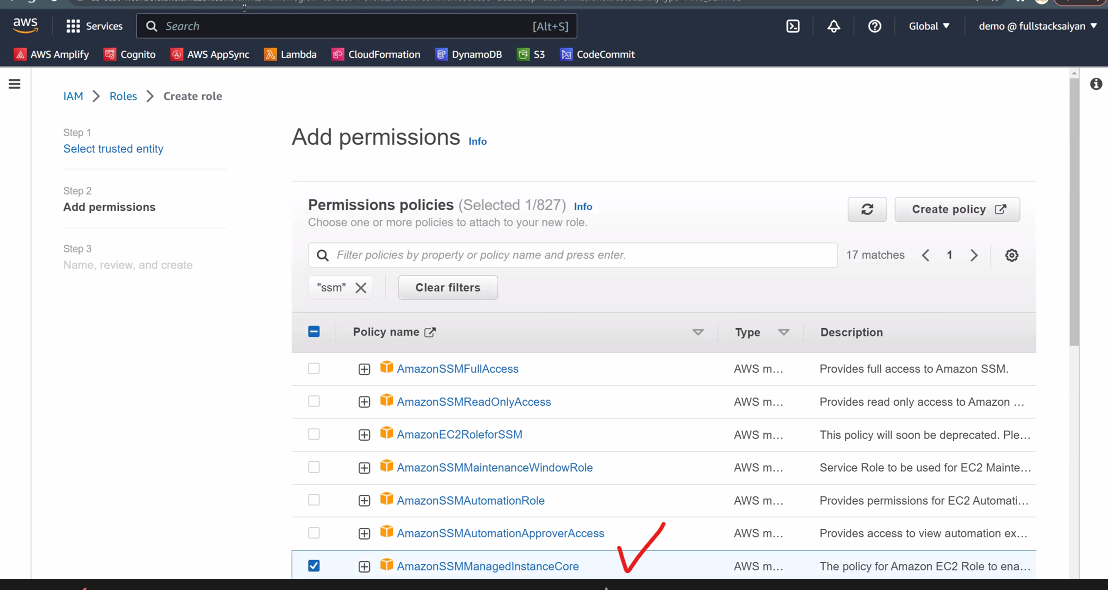 aws Services Search [Alt+S] Global demo @ fullstacksaiyan
AWS Amplify Cognito AWS AppSync Lambda CloudFormation DynamoDB S3 CodeCommit
IAM Roles Create role
Step 1
Select trusted entity
Step 2
Add permissions
Step 3
Name, review, and create
Add permissions Info
Permissions policies (Selected 1/827) Info
Choose one or more policies to attach to your new role.
Create policy
Filter policies by property or policy name and press enter.
17 matches 1
"ssm" Clear filters
Policy name Type Description
AmazonSSMFullAccess AWS m... Provides full access to Amazon SSM.
AmazonSSMReadOnlyAccess AWS m... Provides read only access to Amazon ...
AmazonEC2RoleforSSM AWS m... This policy will soon be deprecated. Ple...
AmazonSSMMaintenanceWindowRole AWS m... Service Role to be used for EC2 Mainte...
AmazonSSMAutomationRole AWS m... Provides permissions for EC2 Automati...
AmazonSSMAutomationApproverAccess AWS m... Provides access to view automation ex...
AmazonSSMManagedInstanceCore AWS m... The policy for Amazon EC2 Role to ena...